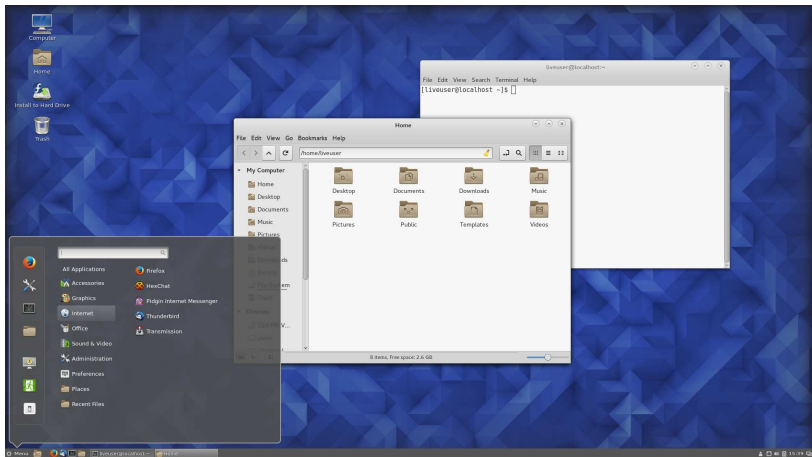 Computer
Home
Install to Hard Drive
Trash
liveuser@localhost:~
File Edit View Search Terminal Help
[liveuser@localhost ~]$
Home
File Edit View Go Bookmarks Help
/home/liveuser
My Computer
Home
Desktop
Documents
Music
Pictures
Desktop
Documents
Downloads
Music
Pictures
Public
Templates
Videos
8 items, Free space: 2.6 GB
All Applications
Accessories
Graphics
Internet
Office
Sound & Video
Administration
Preferences
Places
Recent Files
Firefox
HexChat
Pidgin Internet Messenger
Thunderbird
Transmission
Menu
liveuser@localhost:~
Home
15:39